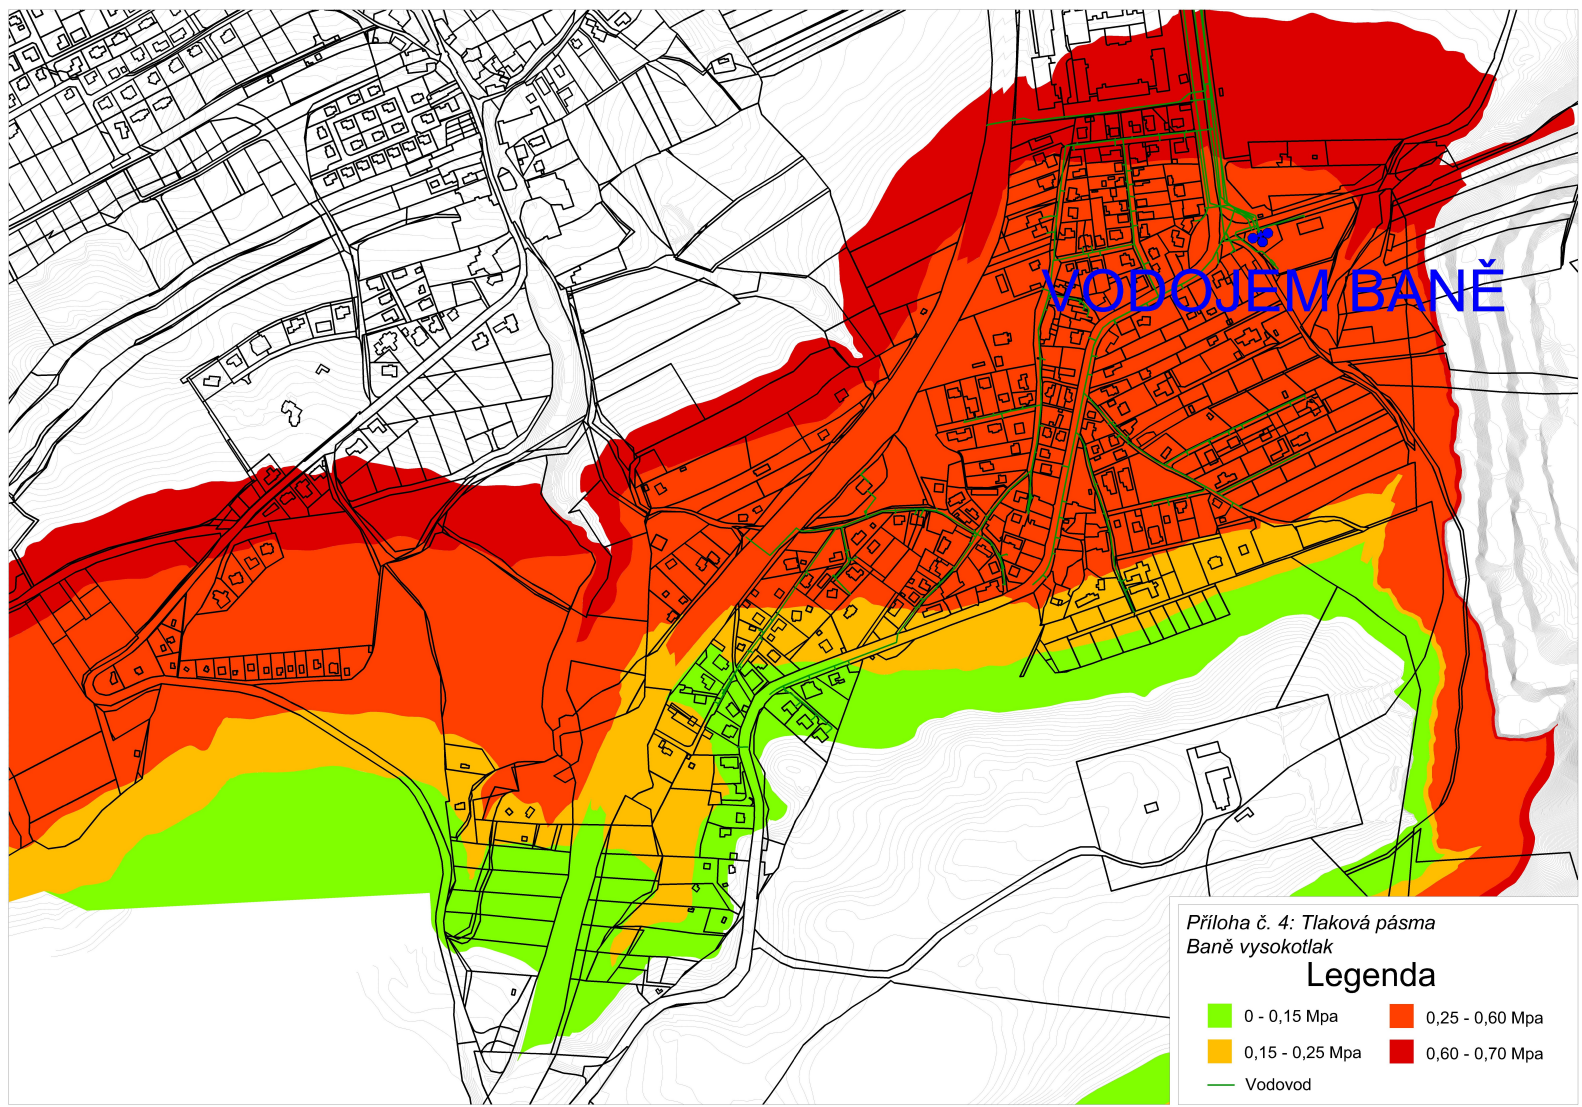 VODOJEM BANĚ
Příloha č. 4: Tlaková pásma
Baně vysokotlak
Legenda
0 - 0,15 Mpa
0,25 - 0,60 Mpa
0,15 - 0,25 Mpa
0,60 - 0,70 Mpa
Vodovod